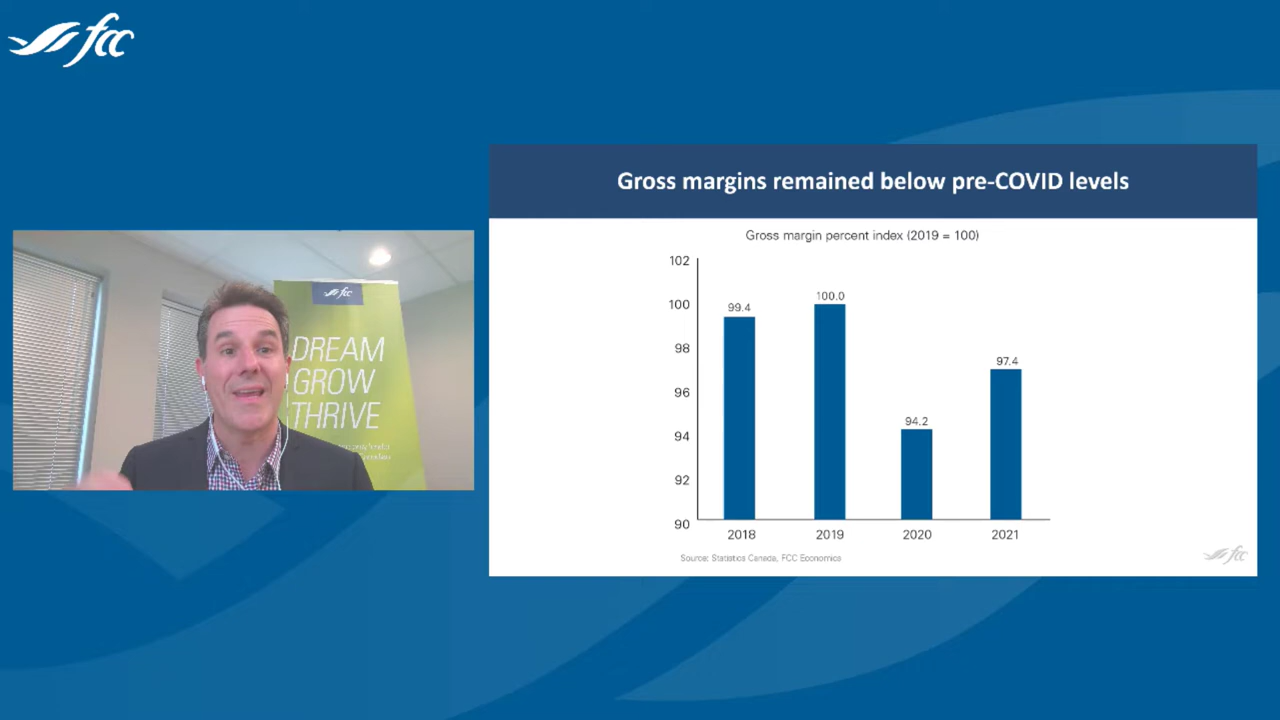 fcc
Gross margins remained below pre-COVID levels
Gross margin percent index (2019 = 100)
102
100
98
96
94
92
90
99.4
100.0
94.2
97.4
2018
2019
2020
2021
Source: Statistics Canada, FCC Economics
fcc
fcc
DREAM
GROW
THRIVE